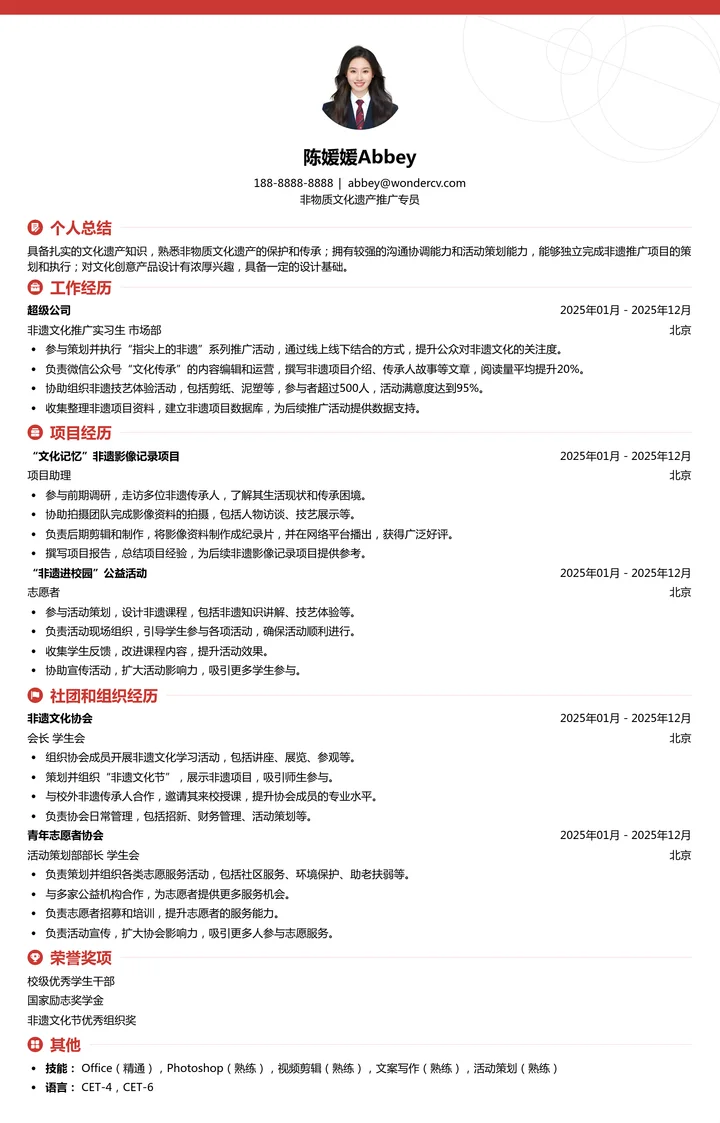 陈媛媛Abbey
188-8888-8888 | abbey@wondercv.com
非物质文化遗产推广专员
个人总结
具备扎实的文化遗产知识，熟悉非物质文化遗产的保护和传承；拥有较强的沟通协调能力和活动策划能力，能够独立完成非遗推广项目的策
划和执行；对文化创意产品设计有浓厚兴趣，具备一定的设计基础。
工作经历
超级公司 2025年01月 - 2025年12月
非遗文化推广实习生 市场部 北京
• 参与策划并执行“指尖上的非遗”系列推广活动，通过线上线下结合的方式，提升公众对非遗文化的关注度。
• 负责微信公众号“文化传承”的内容编辑和运营，撰写非遗项目介绍、传承人故事等文章，阅读量平均提升20%。
• 协助组织非遗技艺体验活动，包括剪纸、泥塑等，参与者超过500人，活动满意度达到95%。
• 收集整理非遗项目资料，建立非遗项目数据库，为后续推广活动提供数据支持。
项目经历
“文化记忆”非遗影像记录项目 2025年01月 - 2025年12月
项目助理 北京
• 参与前期调研，走访多位非遗传承人，了解其生活现状和传承困境。
• 协助拍摄团队完成影像资料的拍摄，包括人物访谈、技艺展示等。
• 负责后期剪辑和制作，将影像资料制作成纪录片，并在网络平台播出，获得广泛好评。
• 撰写项目报告，总结项目经验，为后续非遗影像记录项目提供参考。
“非遗进校园”公益活动 2025年01月 - 2025年12月
志愿者 北京
• 参与活动策划，设计非遗课程，包括非遗知识讲解、技艺体验等。
• 负责活动现场组织，引导学生参与各项活动，确保活动顺利进行。
• 收集学生反馈，改进课程内容，提升活动效果。
• 协助宣传活动，扩大活动影响力，吸引更多学生参与。
社团和组织经历
非遗文化协会 2025年01月 - 2025年12月
会长 学生会 北京
• 组织协会成员开展非遗文化学习活动，包括讲座、展览、参观等。
• 策划并组织“非遗文化节”，展示非遗项目，吸引师生参与。
• 与校外非遗传承人合作，邀请其来校授课，提升协会成员的专业水平。
• 负责协会日常管理，包括招新、财务管理、活动策划等。
青年志愿者协会 2025年01月 - 2025年12月
活动策划部部长 学生会 北京
• 负责策划并组织各类志愿服务活动，包括社区服务、环境保护、助老扶弱等。
• 与多家公益机构合作，为志愿者提供更多服务机会。
• 负责志愿者招募和培训，提升志愿者的服务能力。
• 负责活动宣传，扩大协会影响力，吸引更多人参与志愿服务。
荣誉奖项
校级优秀学生干部
国家励志奖学金
非遗文化节优秀组织奖
其他
• 技能： Office（精通），Photoshop（熟练），视频剪辑（熟练），文案写作（熟练），活动策划（熟练）
• 语言： CET-4，CET-6